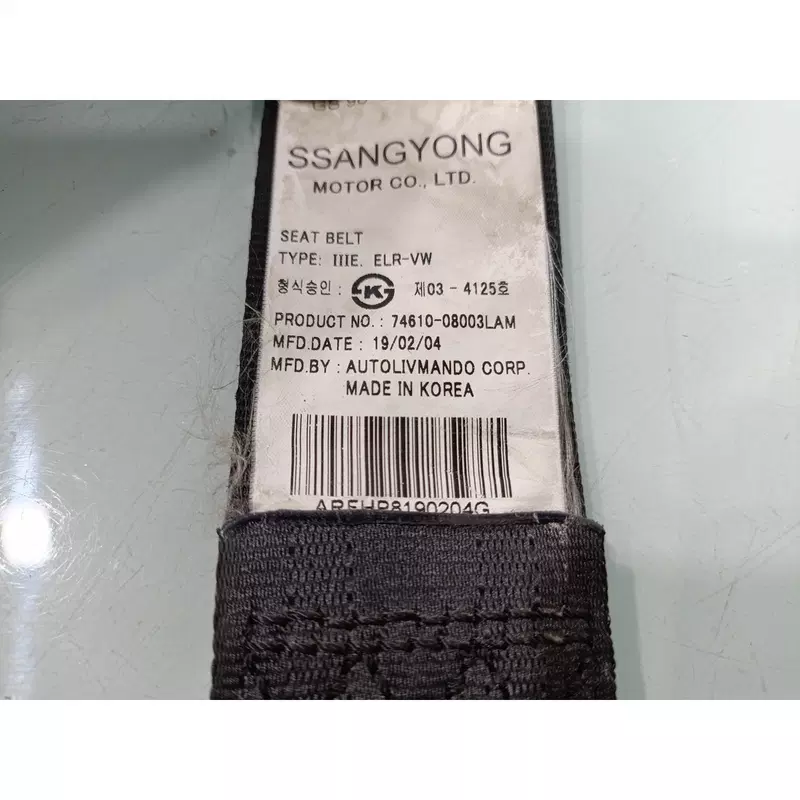 SSANGYONG
MOTOR CO., LTD.
SEAT BELT
TYPE: IIIE. ELR-VW
형식승인 : K 제03-4125호
PRODUCT NO. : 74610-08003LAM
MFD.DATE : 19/02/04
MFD.BY : AUTOLIVMANDO CORP.
MADE IN KOREA